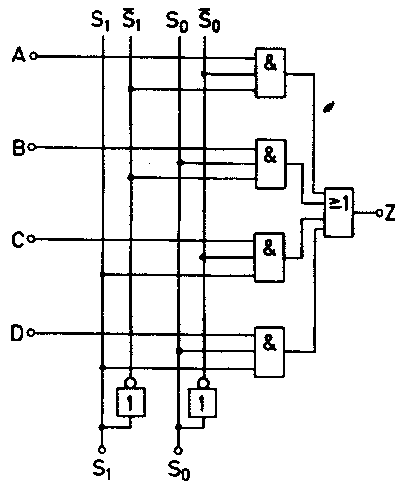 S₁ S̅₁ S₀ S̅₀
A &
B &
≥1 Z
C &
D &
1 1
S₁ S₀